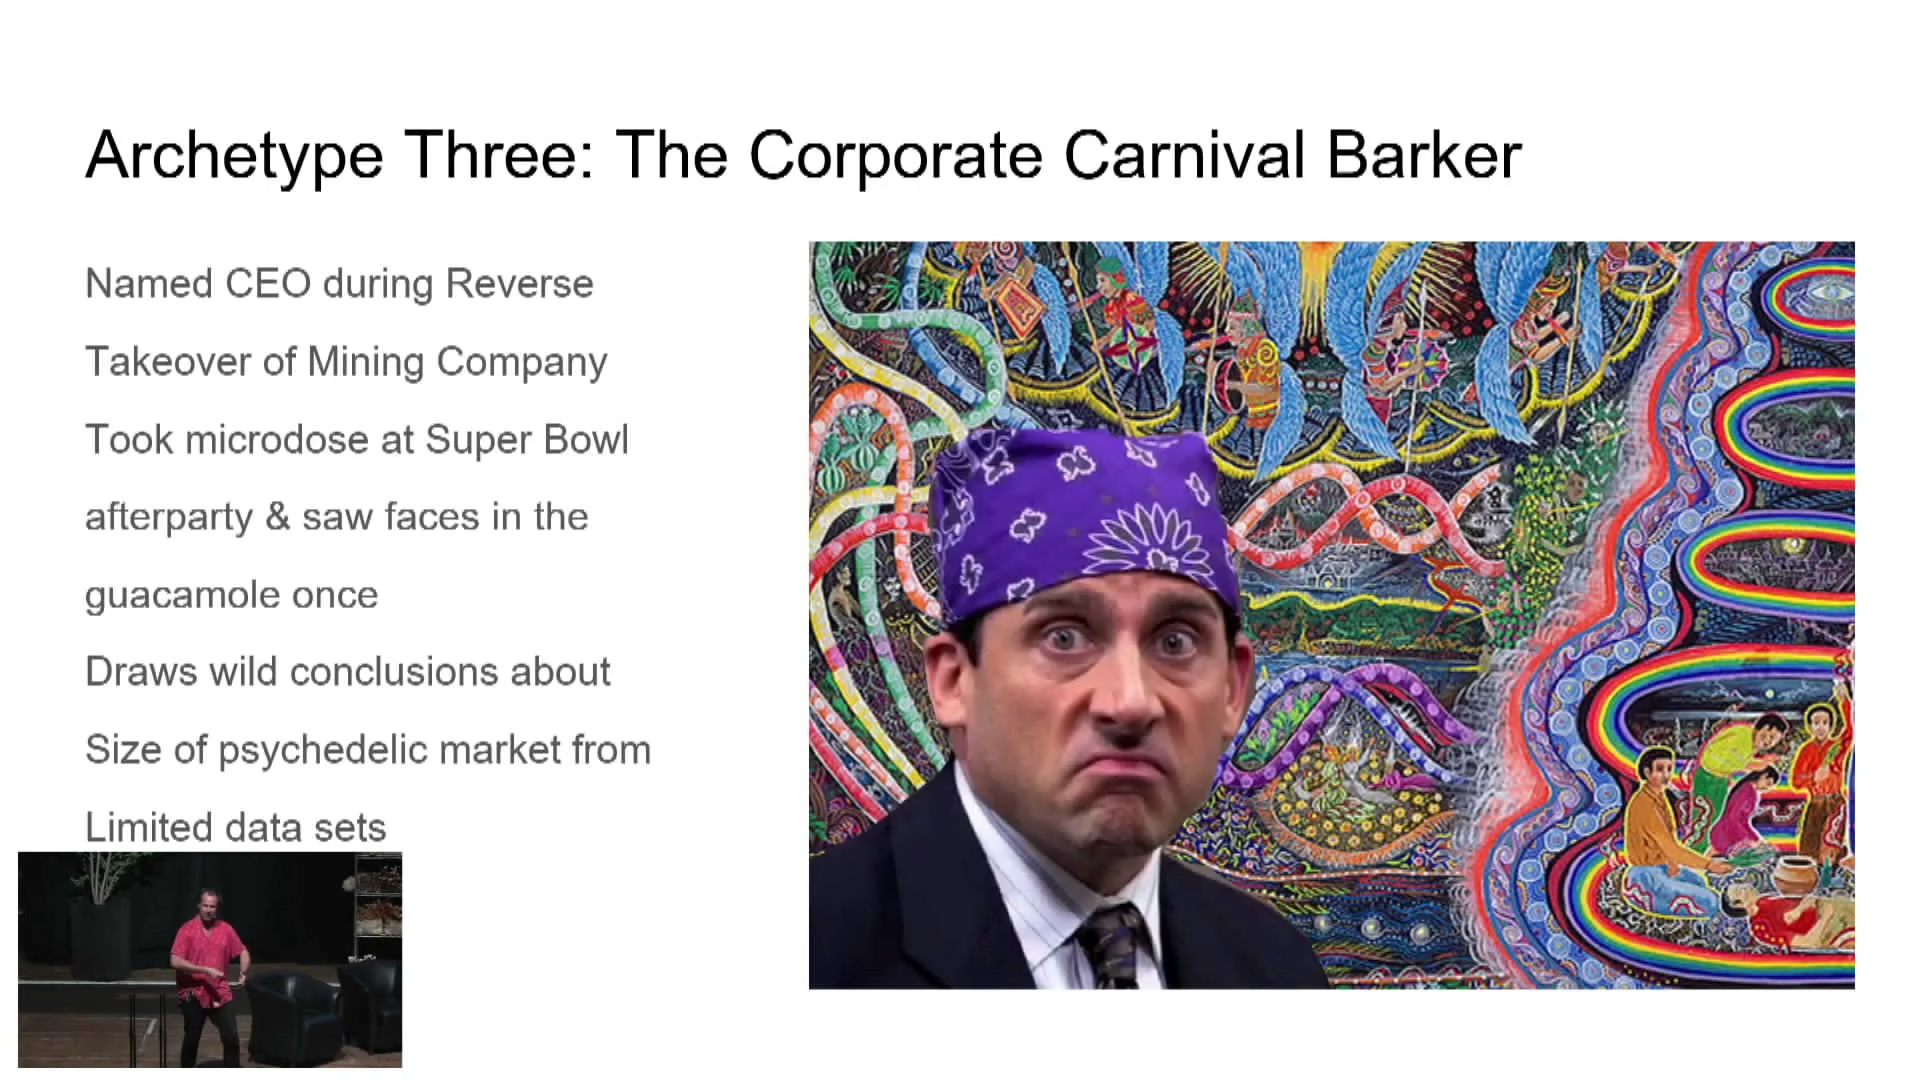 Archetype Three: The Corporate Carnival Barker
Named CEO during Reverse
Takeover of Mining Company
Took microdose at Super Bowl
afterparty & saw faces in the
guacamole once
Draws wild conclusions about
Size of psychedelic market from
Limited data sets